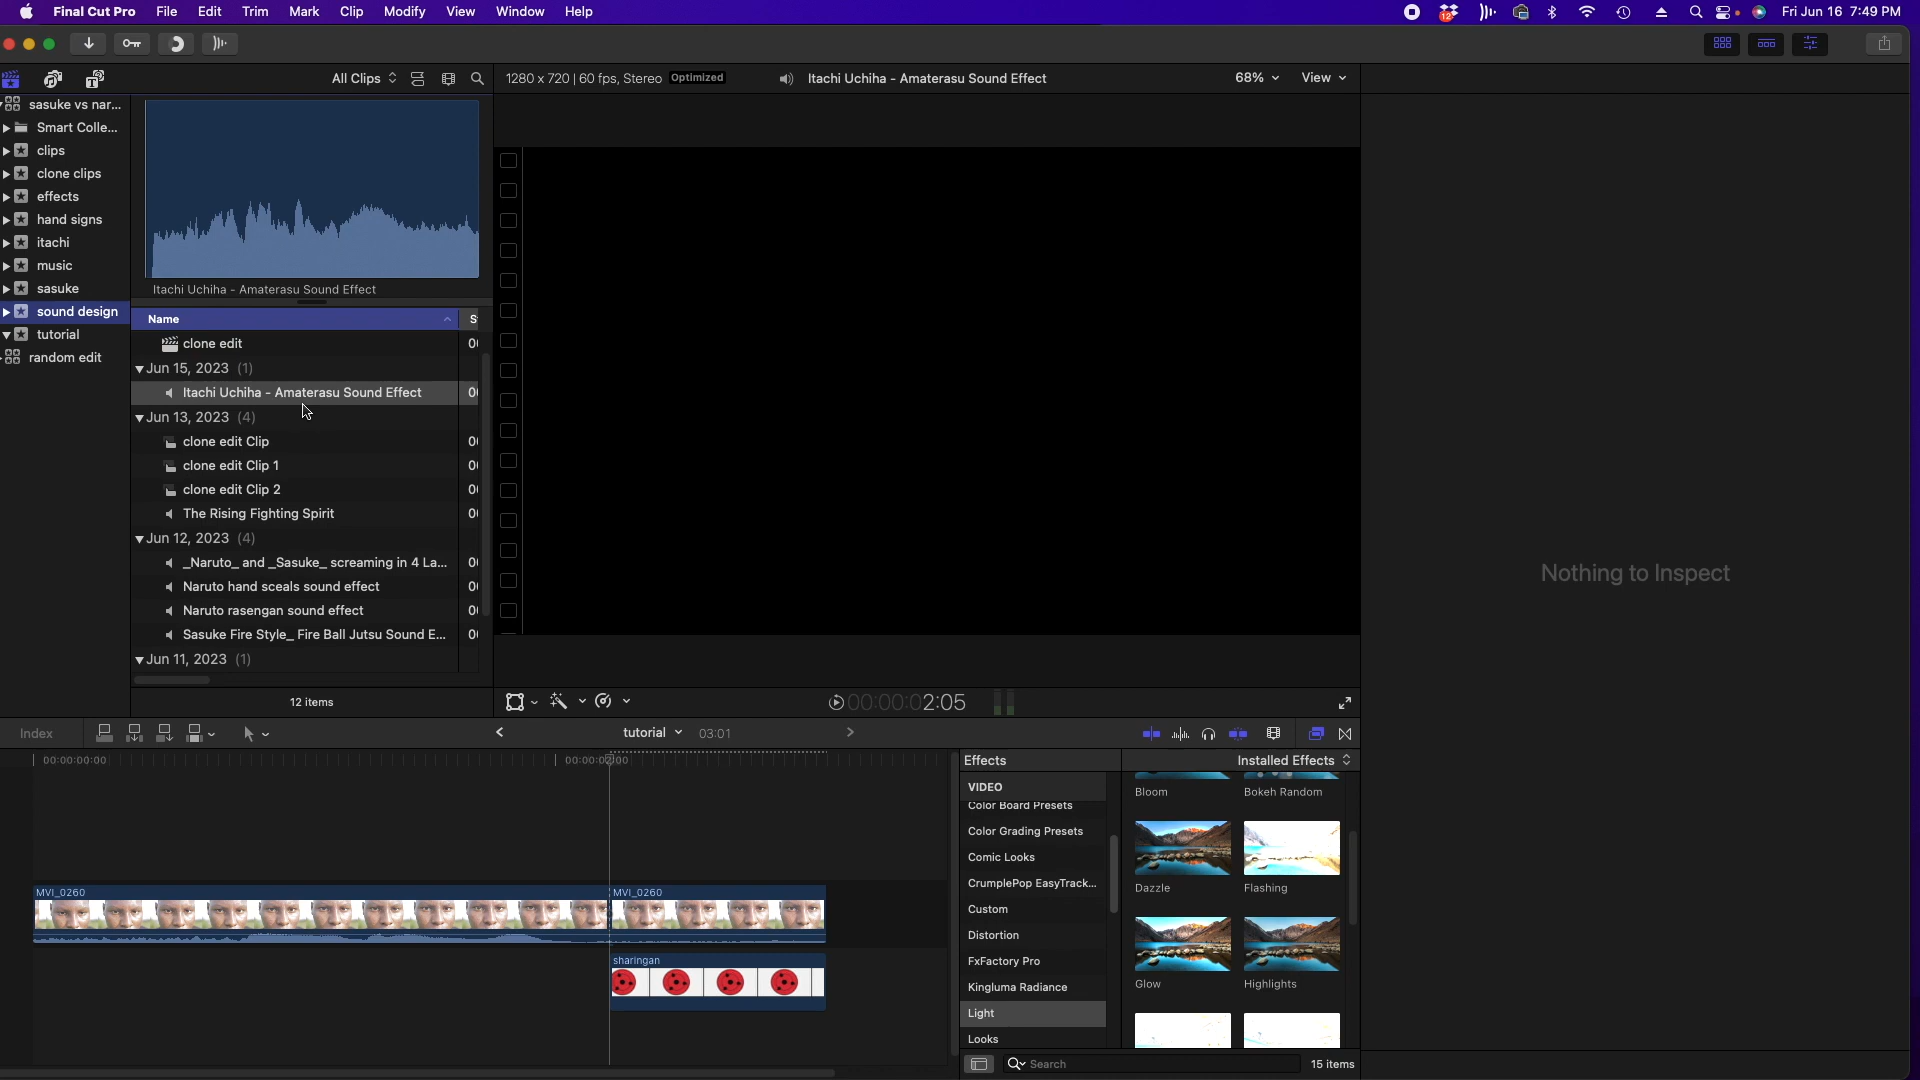 Final Cut Pro File Edit Trim Mark Clip Modify View Window Help
12
Fri Jun 16 7:49 PM
All Clips
1280 x 720 | 60 fps, Stereo Optimized
Itachi Uchiha - Amaterasu Sound Effect
68% View
sasuke vs nar...
Smart Colle...
clips
clone clips
effects
hand signs
itachi
music
sasuke
sound design
tutorial
random edit
Itachi Uchiha - Amaterasu Sound Effect
Name
clone edit
Jun 15, 2023 (1)
Itachi Uchiha - Amaterasu Sound Effect
Jun 13, 2023 (4)
clone edit Clip
clone edit Clip 1
clone edit Clip 2
The Rising Fighting Spirit
Jun 12, 2023 (4)
_Naruto_ and _Sasuke_ screaming in 4 La...
Naruto hand sceals sound effect
Naruto rasengan sound effect
Sasuke Fire Style_ Fire Ball Jutsu Sound E...
Jun 11, 2023 (1)
12 items
00:00:00:02:05
Nothing to Inspect
Index
tutorial 03:01
00:00:00:00
MVI_0260
MVI_0260
sharingan
Effects
Installed Effects
VIDEO
Color Board Presets
Color Grading Presets
Comic Looks
CrumplePop EasyTrack...
Custom
Distortion
FxFactory Pro
Kingluma Radiance
Light
Looks
Bloom
Bokeh Random
Dazzle
Flashing
Glow
Highlights
Search
15 items